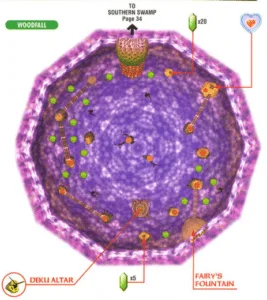 WOODFALL
TO
SOUTHERN SWAMP
Page 34
x20
x5
DEKU ALTAR
FAIRY'S
FOUNTAIN